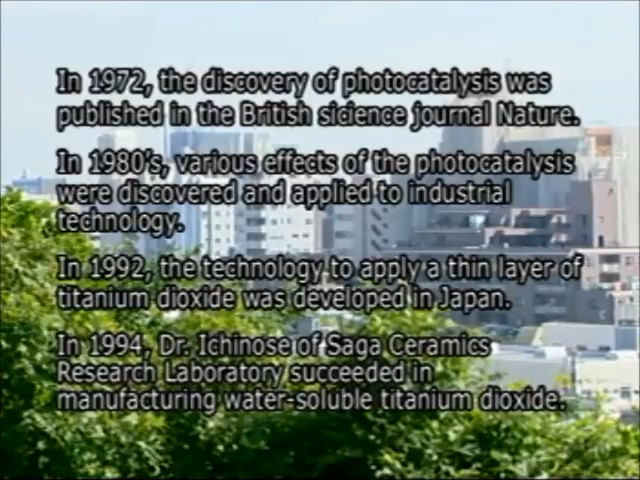 In 1972, the discovery of photocatalysis was
published in the British sicience journal Nature.
In 1980's, various effects of the photocatalysis
were discovered and applied to industrial
technology.
In 1992, the technology to apply a thin layer of
titanium dioxide was developed in Japan.
In 1994, Dr. Ichinose of Saga Ceramics
Research Laboratory succeeded in
manufacturing water-soluble titanium dioxide.